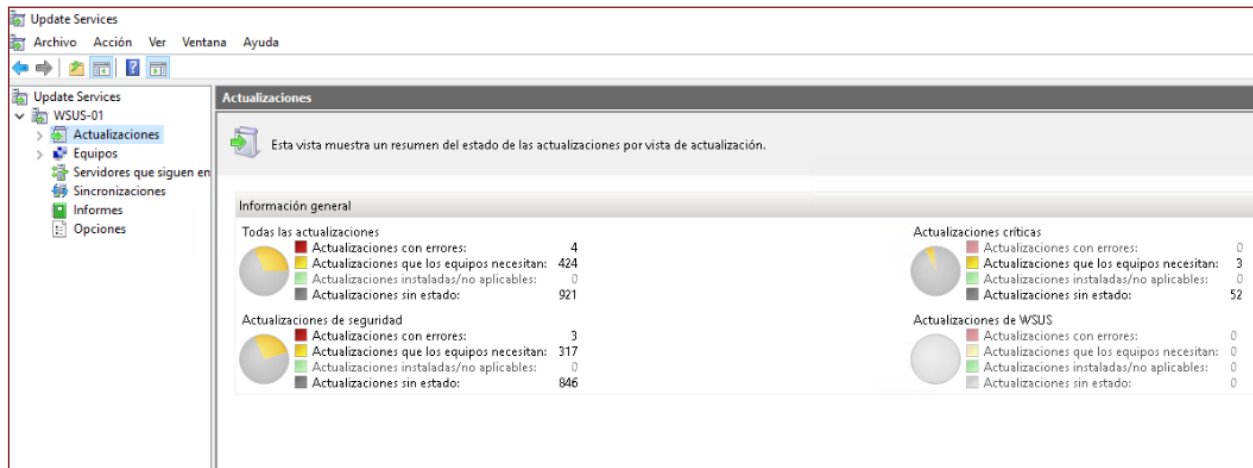 Update Services
Archivo Acción Ver Ventana Ayuda
Update Services
WSUS-01
Actualizaciones
Equipos
Servidores que siguen en
Sincronizaciones
Informes
Opciones
Actualizaciones
Esta vista muestra un resumen del estado de las actualizaciones por vista de actualización.
Información general
Todas las actualizaciones
Actualizaciones con errores: 4
Actualizaciones que los equipos necesitan: 424
Actualizaciones instaladas/no aplicables: 0
Actualizaciones sin estado: 921
Actualizaciones críticas
Actualizaciones con errores: 0
Actualizaciones que los equipos necesitan: 3
Actualizaciones instaladas/no aplicables: 0
Actualizaciones sin estado: 52
Actualizaciones de seguridad
Actualizaciones con errores: 3
Actualizaciones que los equipos necesitan: 317
Actualizaciones instaladas/no aplicables: 0
Actualizaciones sin estado: 846
Actualizaciones de WSUS
Actualizaciones con errores: 0
Actualizaciones que los equipos necesitan: 0
Actualizaciones instaladas/no aplicables: 0
Actualizaciones sin estado: 0